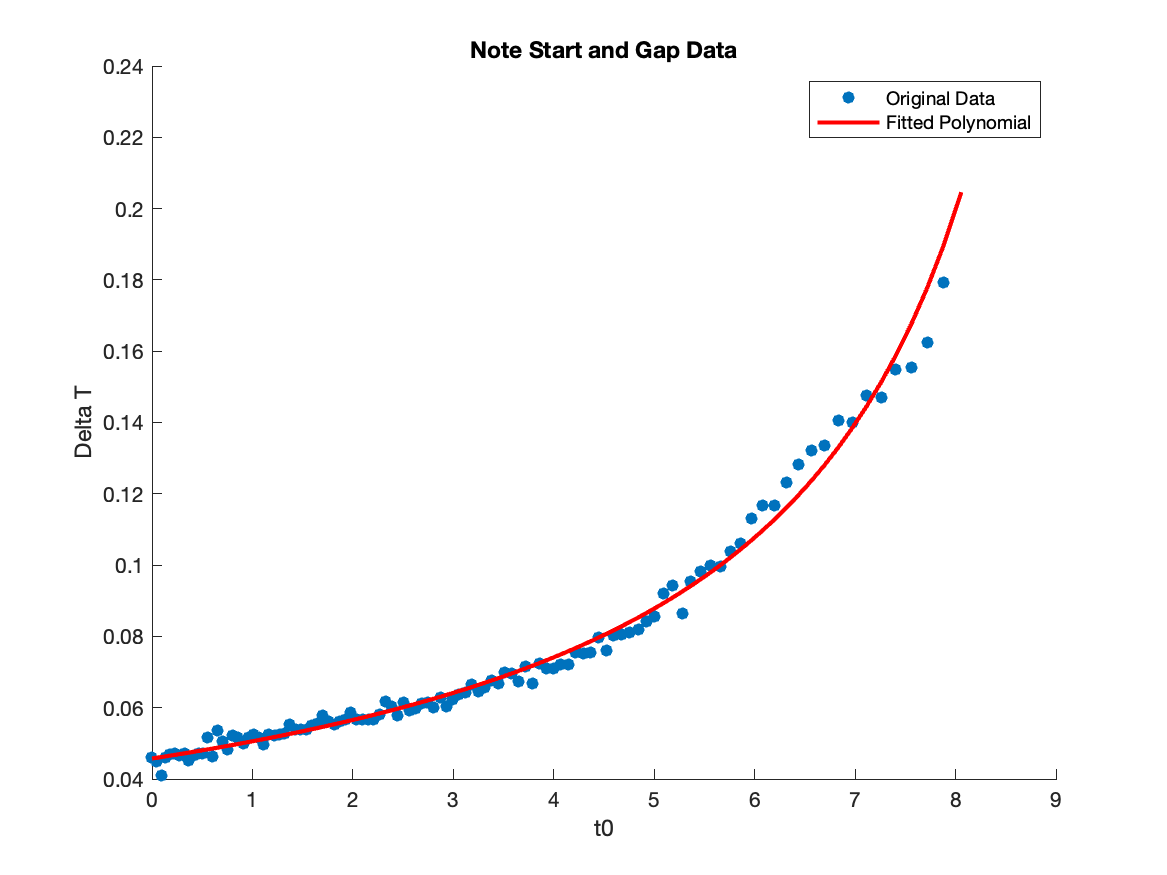 Note Start and Gap Data
Original Data
Fitted Polynomial
0.24
0.22
0.2
0.18
0.16
0.14
0.12
0.1
0.08
0.06
0.04
Delta T
0 1 2 3 4 5 6 7 8 9
t0